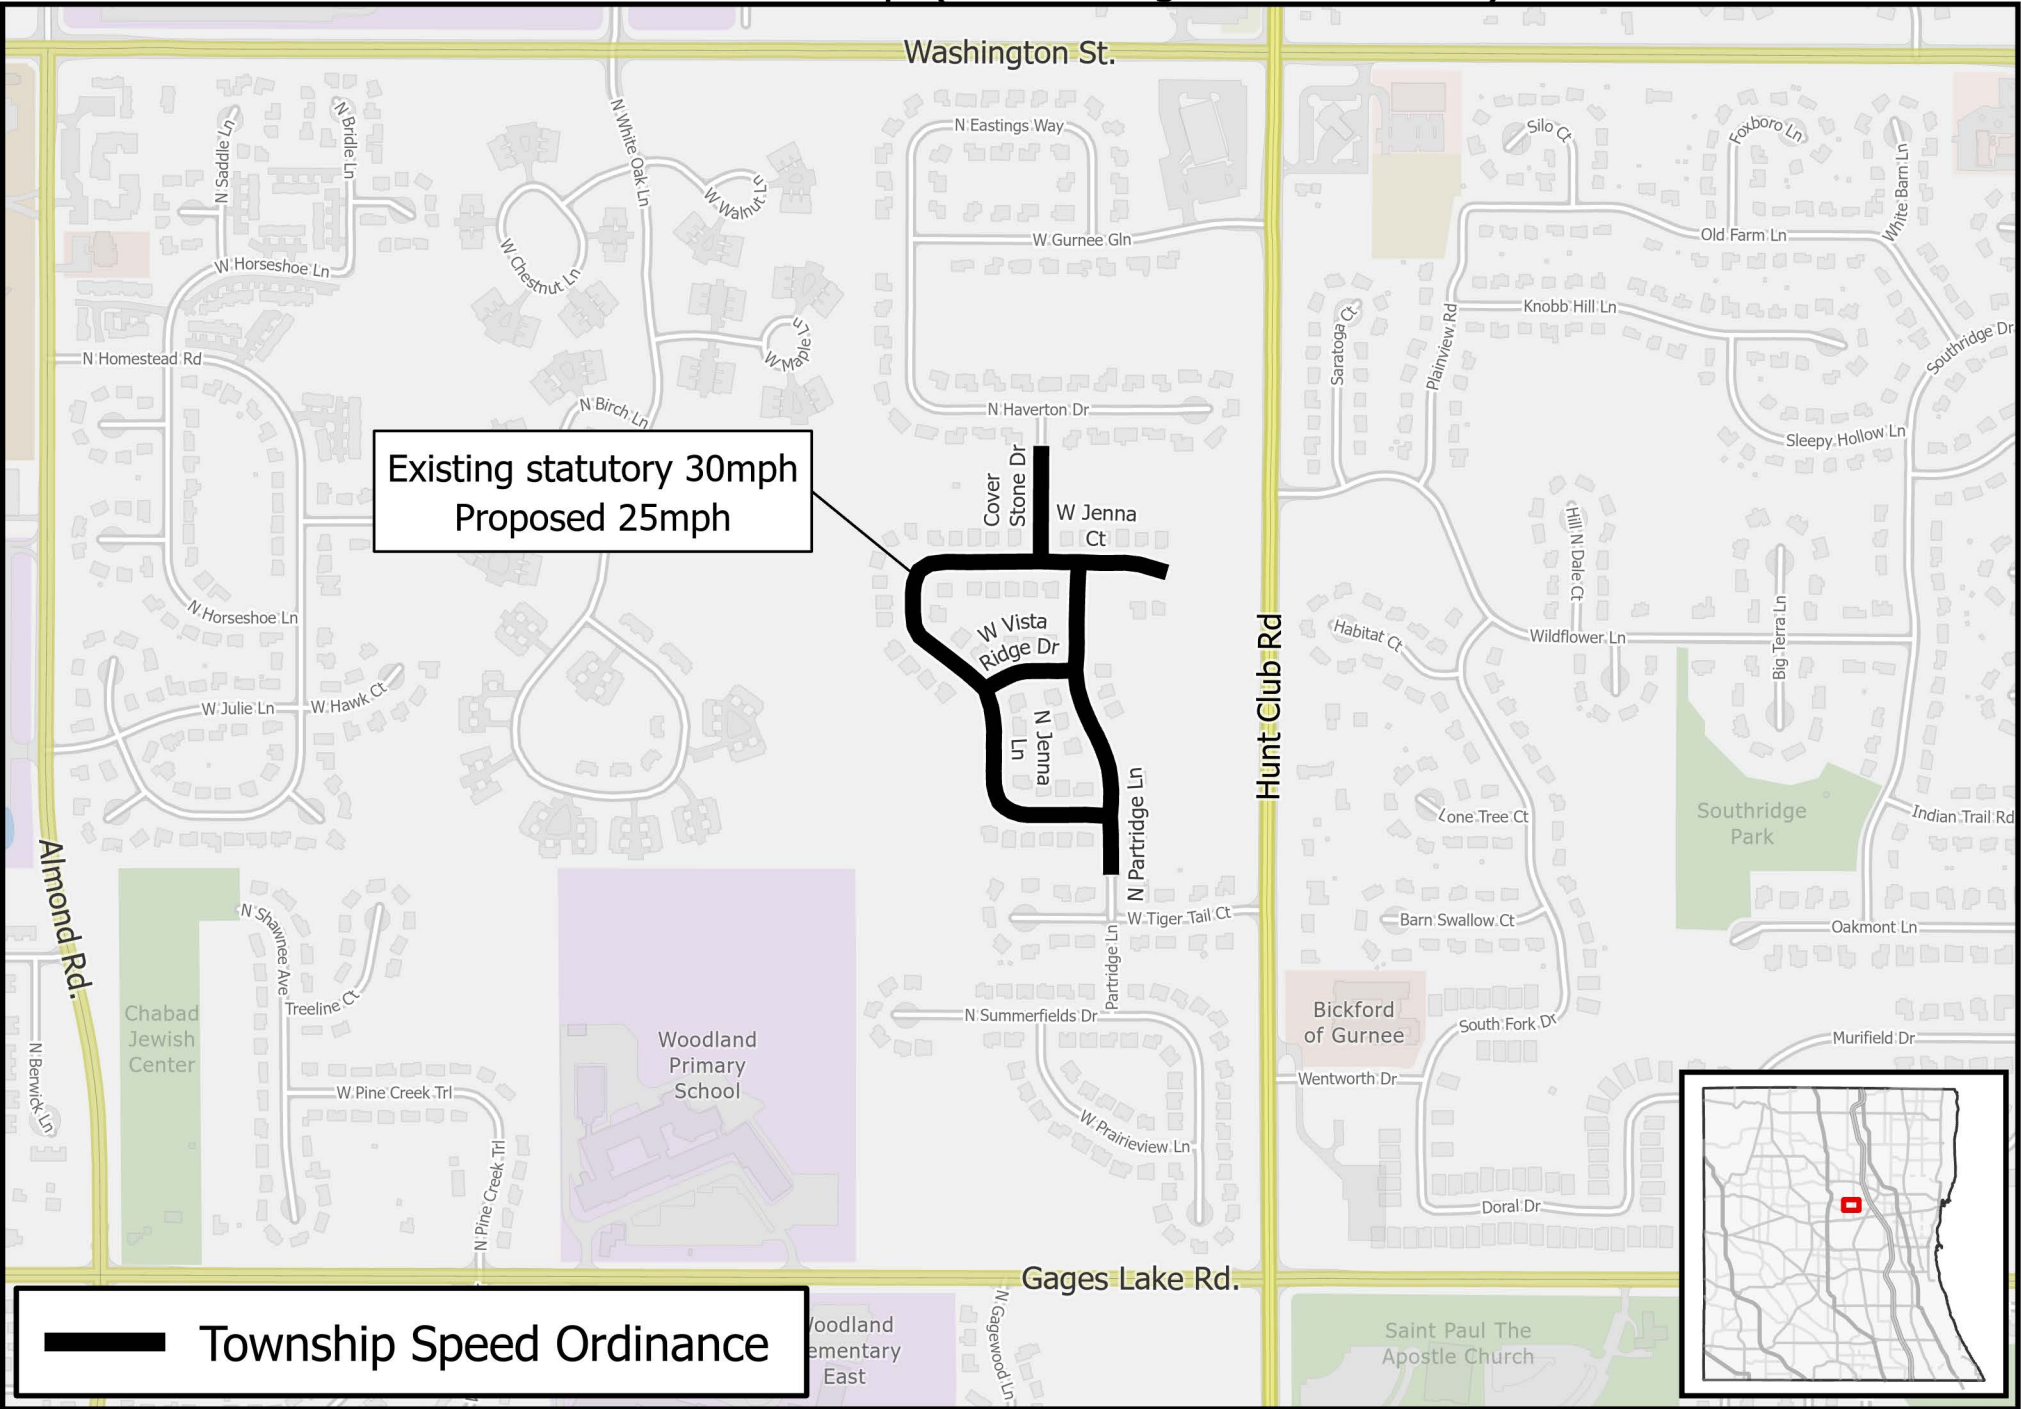 Washington St.
N Saddle Ln
N Bridle Ln
N White Oak Ln
W Walnut Ln
W Chestnut Ln
N Eastings Way
W Gurnee Gln
Silo Ct
Foxboro Ln
White Barn Ln
Old Farm Ln
W Horseshoe Ln
Knobb Hill Ln
Saratoga Ct
Plainview Rd
Southridge Dr
N Homestead Rd
W Maple Ln
N Birch Ln
N Haverton Dr
Sleepy Hollow Ln
Existing statutory 30mph
Proposed 25mph
Cover
Stone Dr
W Jenna
Ct
Hill N Dale Ct
N Horseshoe Ln
W Vista
Ridge Dr
Habitat Ct
Wildflower Ln
Big Terra Ln
Hunt Club Rd
W Julie Ln
W Hawk Ct
N Jenna
Ln
N Partridge Ln
Lone Tree Ct
Southridge
Park
Indian Trail Rd
Almond Rd.
N Shawnee Ave
Treeline Ct
W Tiger Tail Ct
Partridge Ln
Barn Swallow Ct
Oakmont Ln
Chabad
Jewish
Center
Woodland
Primary
School
N Summerfields Dr
Bickford
of Gurnee
South Fork Dr
Murifield Dr
N Berwick Ln
W Pine Creek Trl
N Pine Creek Trl
W Prairieview Ln
Wentworth Dr
Doral Dr
Gages Lake Rd.
N Gagewood Ln
Township Speed Ordinance
East
Saint Paul The
Apostle Church